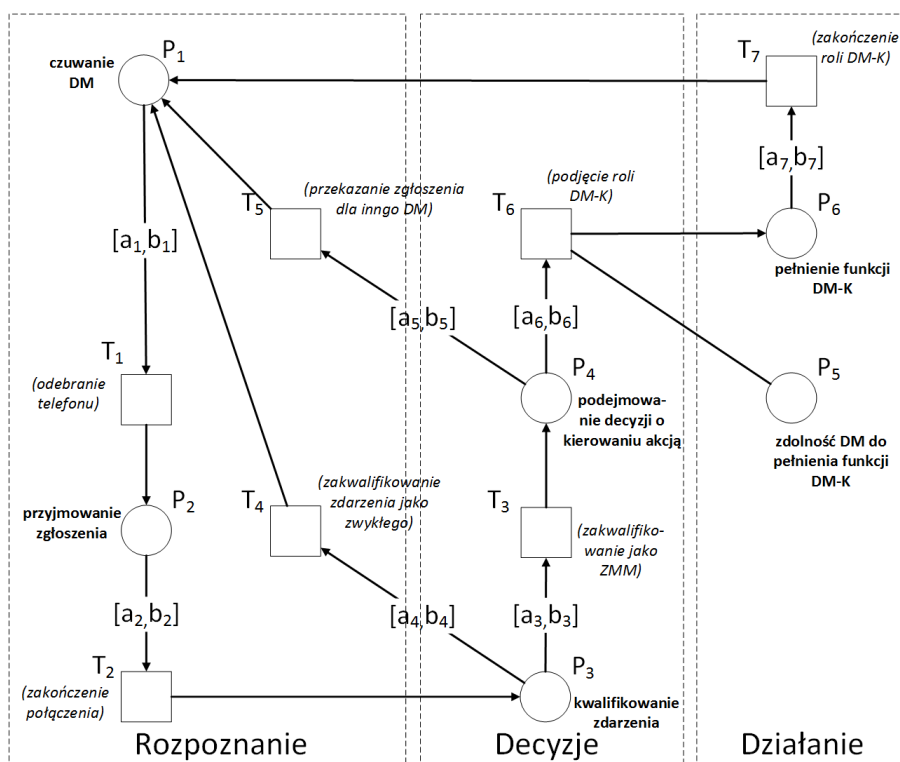 P1
czuwanie
DM
T7
(zakończenie
roli DM-K)
[a7,b7]
P6
pełnienie funkcji
DM-K
T5
(przekazanie zgłoszenia
dla inngo DM)
T6
(podjęcie roli
DM-K)
[a1,b1]
[a5,b5]
[a6,b6]
T1
(odebranie
telefonu)
P4
podejmowa-
nie decyzji o
kierowaniu akcją
P5
zdolność DM do
pełnienia funkcji
DM-K
P2
przyjmowanie
zgłoszenia
T4
(zakwalifikowanie
zdarzenia jako
zwykłego)
T3
(zakwalifiko-
wanie jako
ZMM)
[a2,b2]
[a4,b4]
[a3,b3]
T2
(zakończenie
połączenia)
P3
kwalifikowanie
zdarzenia
Rozpoznanie
Decyzje
Działanie